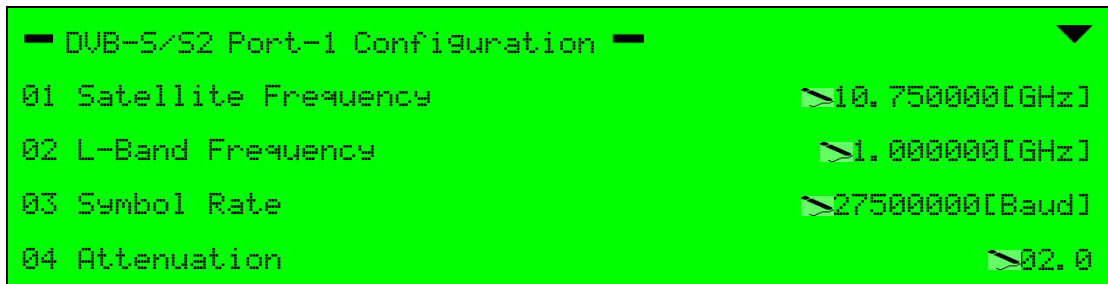 DVB-S/S2 Port-1 Configuration
01 Satellite Frequency 10.750000[GHz]
02 L-Band Frequency 1.000000[GHz]
03 Symbol Rate 27500000[Baud]
04 Attenuation 02.0